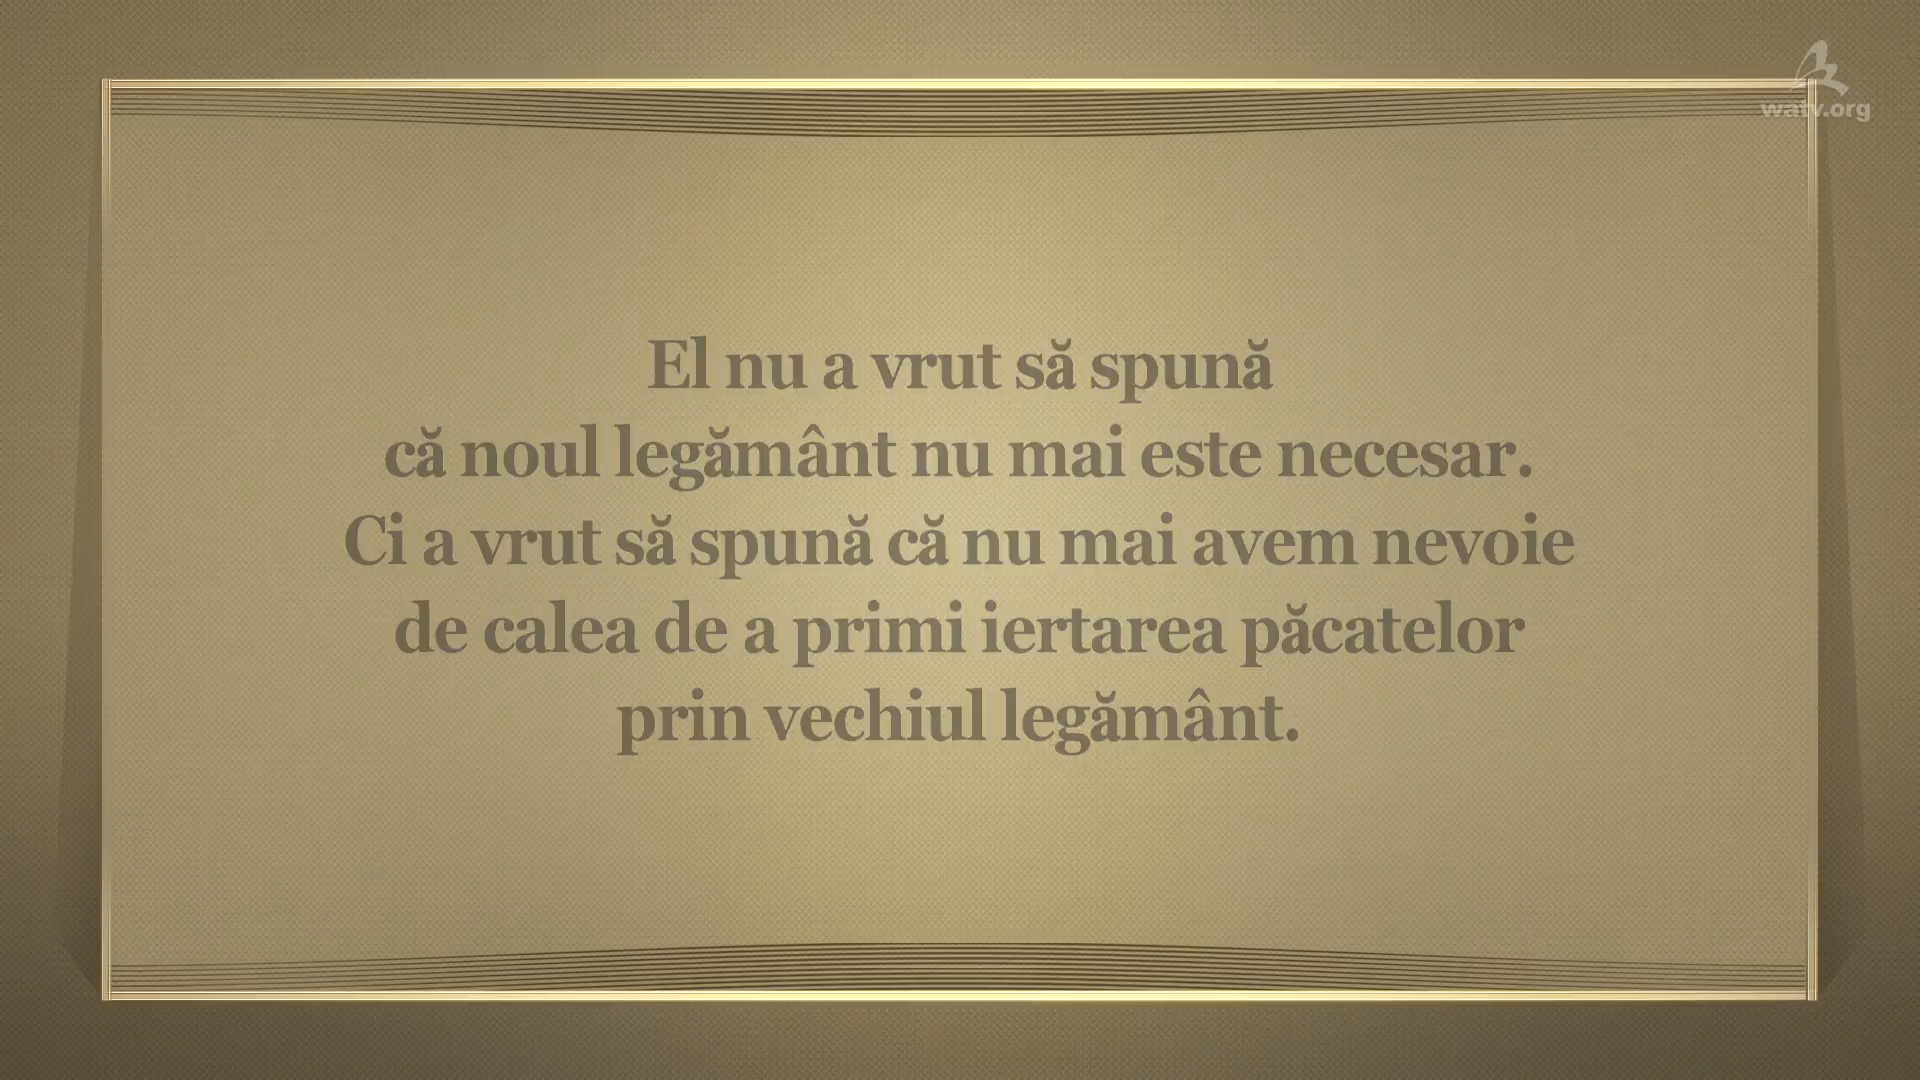 watv.org
El nu a vrut să spună
că noul legământ nu mai este necesar.
Ci a vrut să spună că nu mai avem nevoie
de calea de a primi iertarea păcatelor
prin vechiul legământ.